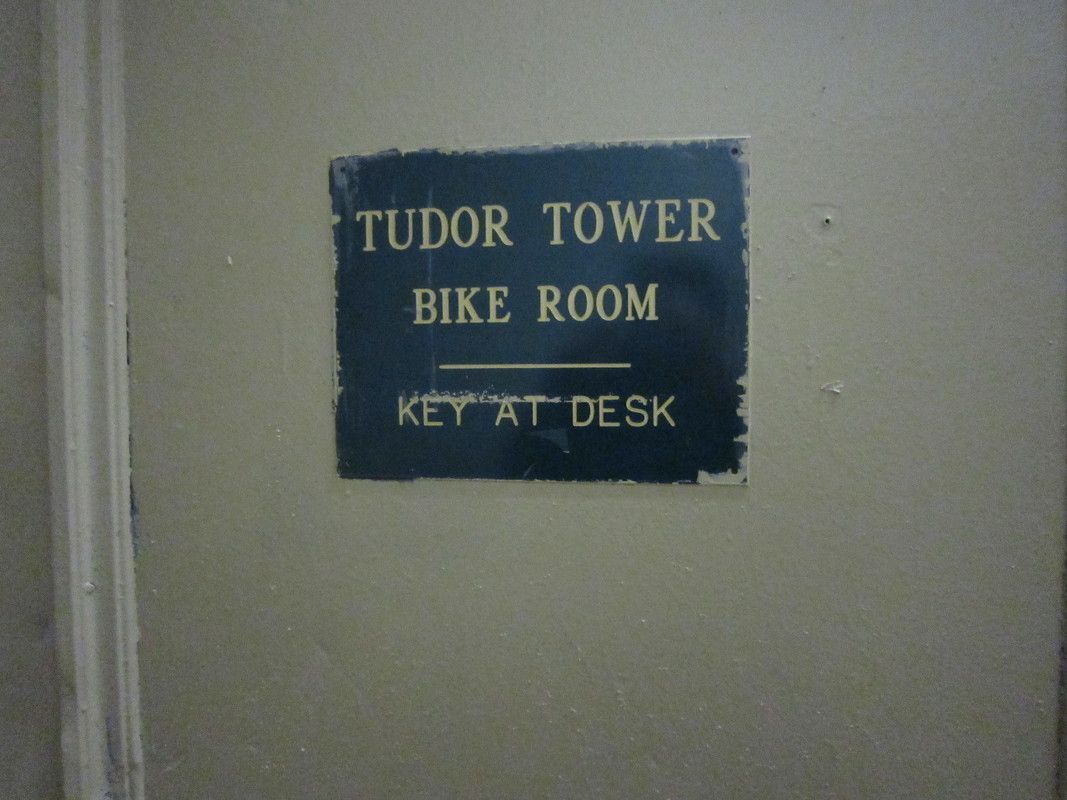 TUDOR TOWER
BIKE ROOM
KEY AT DESK